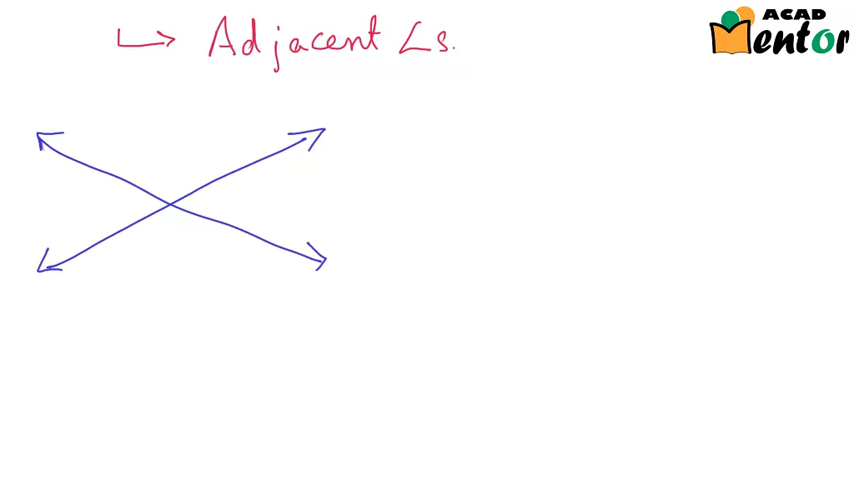 ↳ Adjacent ∠s.
ACAD
Mentor